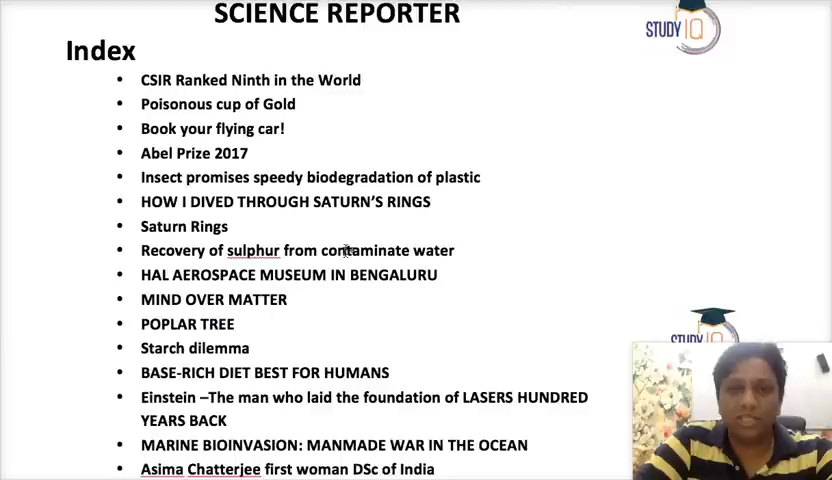 SCIENCE REPORTER
STUDY IQ
Index
• CSIR Ranked Ninth in the World
• Poisonous cup of Gold
• Book your flying car!
• Abel Prize 2017
• Insect promises speedy biodegradation of plastic
• HOW I DIVED THROUGH SATURN’S RINGS
• Saturn Rings
• Recovery of sulphur from contaminate water
• HAL AEROSPACE MUSEUM IN BENGALURU
• MIND OVER MATTER
• POPLAR TREE
STUDY IQ
• Starch dilemma
• BASE-RICH DIET BEST FOR HUMANS
• Einstein –The man who laid the foundation of LASERS HUNDRED
YEARS BACK
• MARINE BIOINVASION: MANMADE WAR IN THE OCEAN
• Asima Chatterjee first woman DSc of India